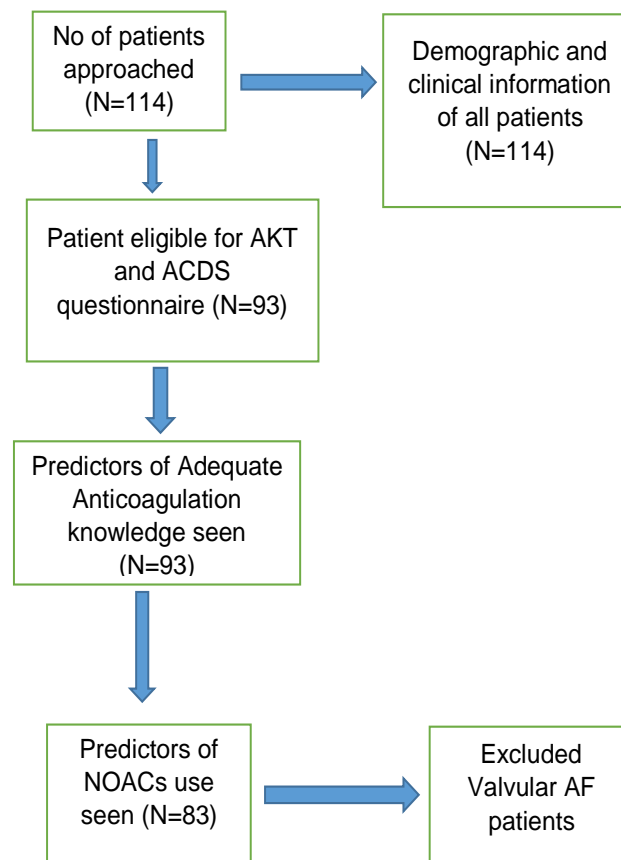 No of patients
approached
(N=114)
Demographic and
clinical information
of all patients
(N=114)
Patient eligible for AKT
and ACDS
questionnaire (N=93)
Predictors of Adequate
Anticoagulation
knowledge seen
(N=93)
Predictors of
NOACs use
seen (N=83)
Excluded
Valvular AF
patients